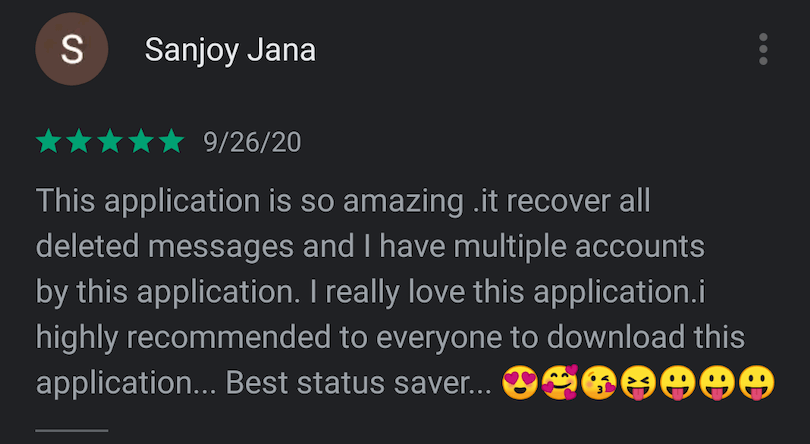 S
Sanjoy Jana
9/26/20
This application is so amazing .it recover all
deleted messages and I have multiple accounts
by this application. I really love this application.i
highly recommended to everyone to download this
application... Best status saver... 😍🥰😘😝😛😛😛